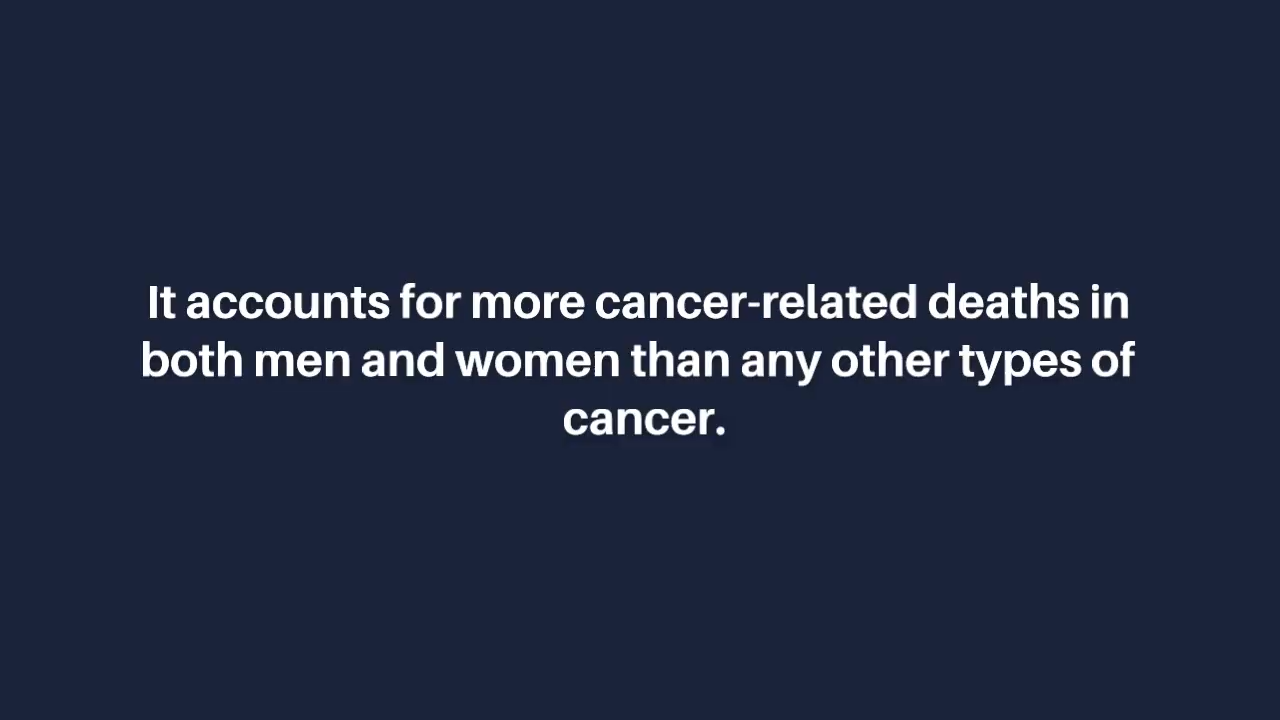 It accounts for more cancer-related deaths in
both men and women than any other types of
cancer.